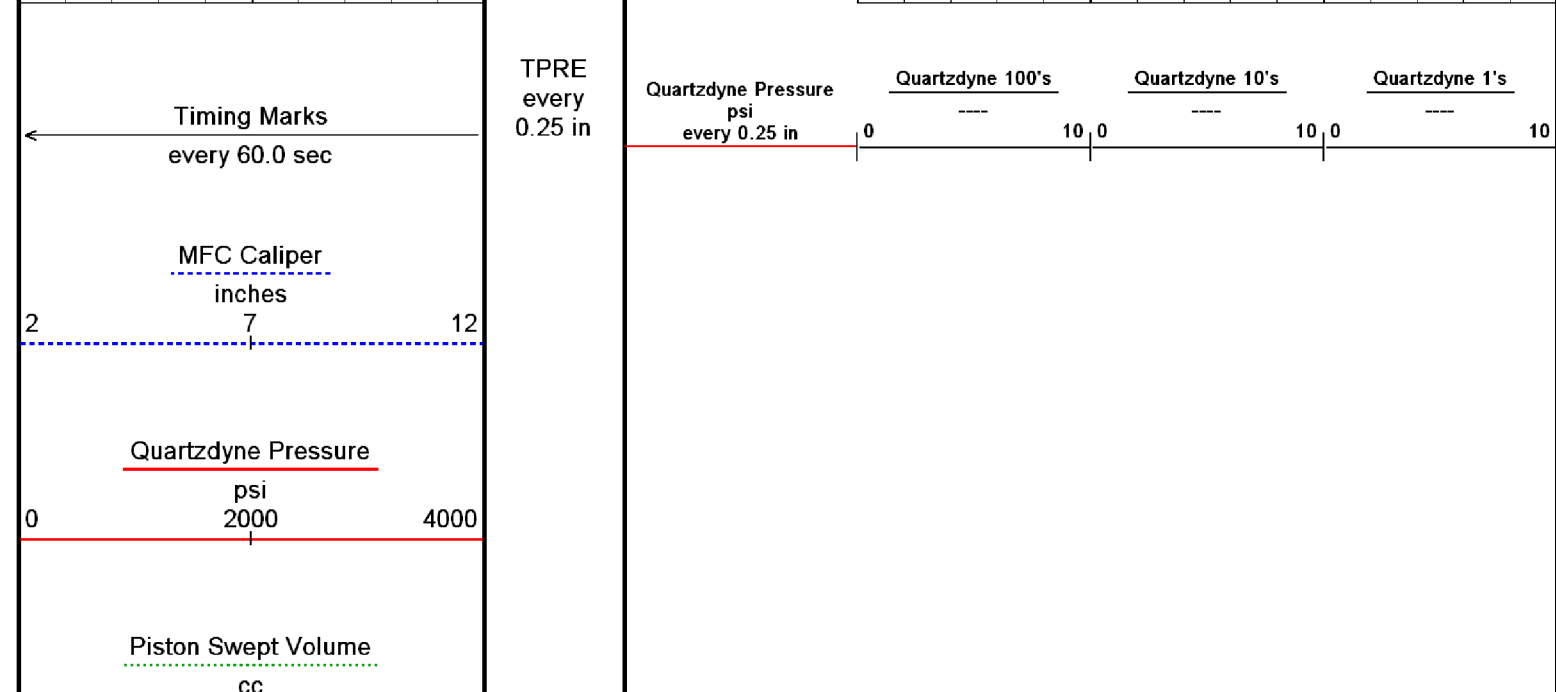 Timing Marks
every 60.0 sec
MFC Caliper
inches
2 7 12
Quartzdyne Pressure
psi
0 2000 4000
Piston Swept Volume
cc
TPRE
every
0.25 in
Quartzdyne Pressure
psi
every 0.25 in
Quartzdyne 100's
----
0 10
Quartzdyne 10's
----
0 10
Quartzdyne 1's
----
0 10